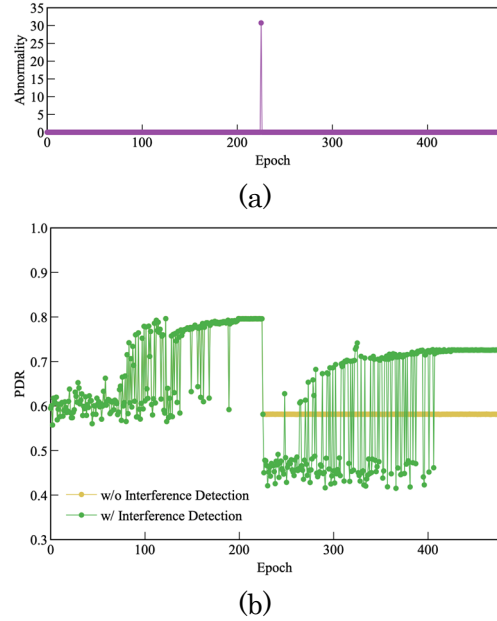 35
30
25
20
15
10
5
0
Abnormality
0 100 200 300 400
Epoch
(a)
1.0
0.9
0.8
0.7
0.6
0.5
0.4
0.3
PDR
w/o Interference Detection
w/ Interference Detection
0 100 200 300 400
Epoch
(b)